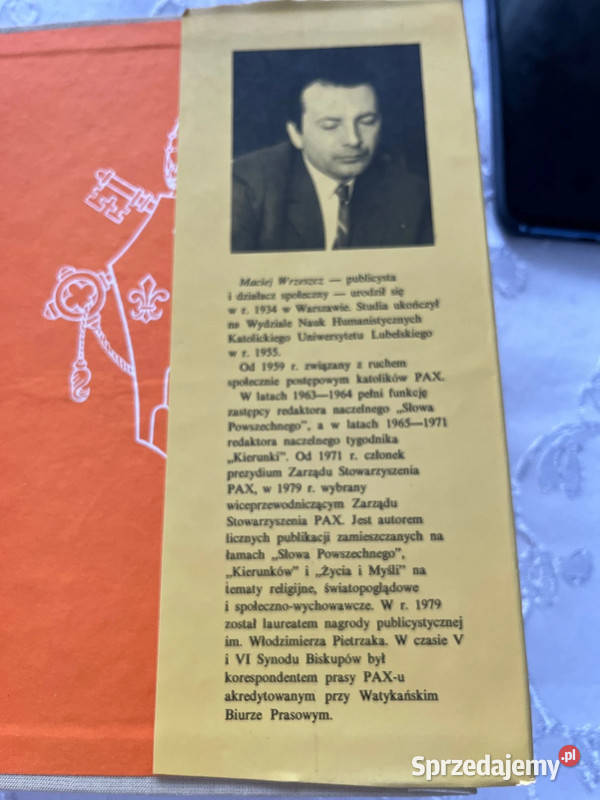 Maciej Wrzeszcz — publicysta
i działacz społeczny — urodził się
w r. 1934 w Warszawie. Studia ukończył
na Wydziale Nauk Humanistycznych
Katolickiego Uniwersytetu Lubelskiego
w r. 1955.
Od 1959 r. związany z ruchem
społecznie postępowym katolików PAX.
W latach 1963—1964 pełni funkcję
zastępcy redaktora naczelnego „Słowa
Powszechnego”, a w latach 1965—1971
redaktora naczelnego tygodnika
„Kierunki”. Od 1971 r. członek
prezydium Zarządu Stowarzyszenia
PAX, w 1979 r. wybrany
wiceprzewodniczącym Zarządu
Stowarzyszenia PAX. Jest autorem
licznych publikacji zamieszczanych na
łamach „Słowa Powszechnego”,
„Kierunków” i „Życia i Myśli” na
tematy religijne, światopoglądowe
i społeczno-wychowawcze. W r. 1979
został laureatem nagrody publicystycznej
im. Włodzimierza Pietrzaka. W czasie V
i VI Synodu Biskupów był
korespondentem prasy PAX-u
akredytowanym przy Watykańskim
Biurze Prasowym.
Sprzedajemy.pl